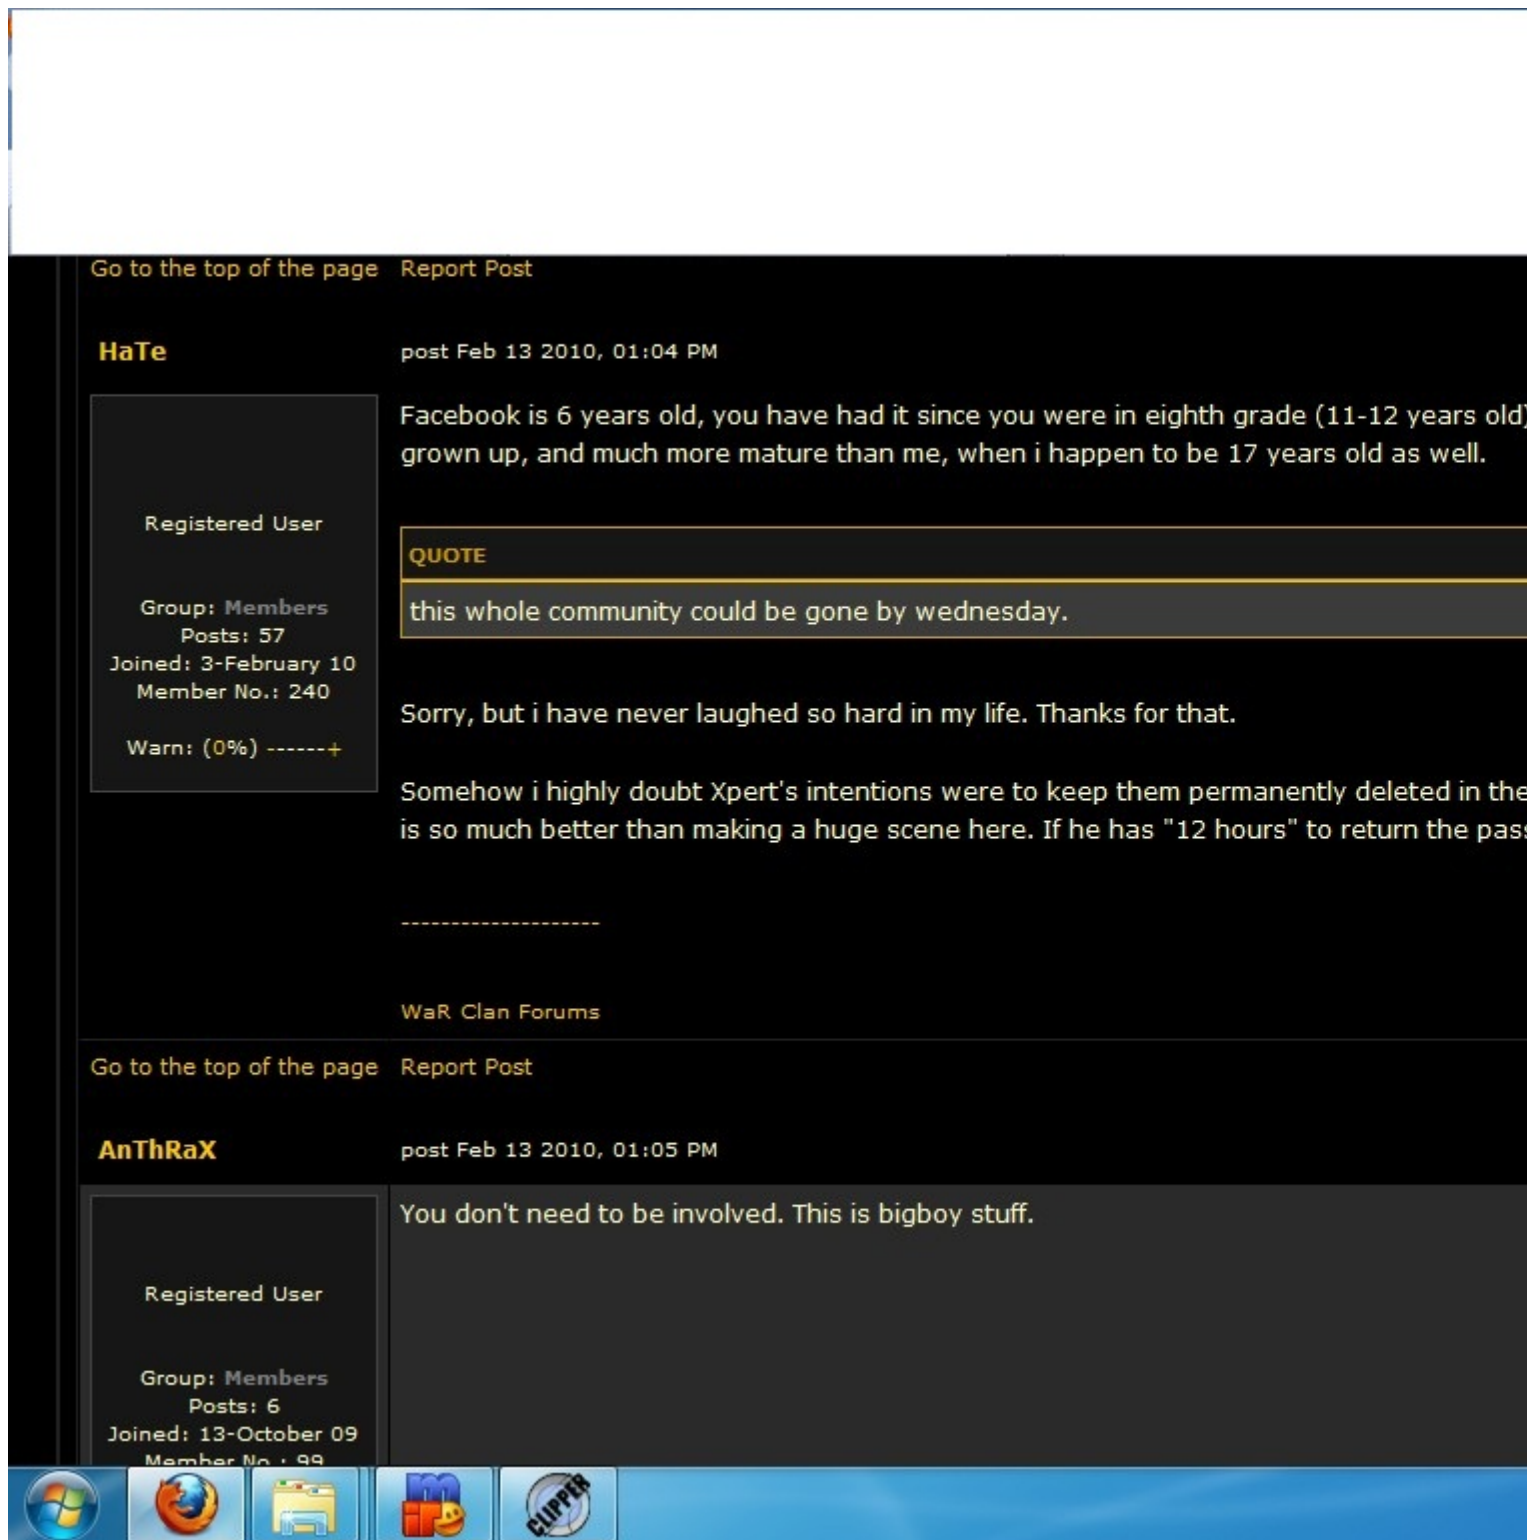 Go to the top of the page Report Post
HaTe post Feb 13 2010, 01:04 PM
Facebook is 6 years old, you have had it since you were in eighth grade (11-12 years old)
grown up, and much more mature than me, when i happen to be 17 years old as well.
Registered User
QUOTE
Group: Members
this whole community could be gone by wednesday.
Posts: 57
Joined: 3-February 10
Member No.: 240
Sorry, but i have never laughed so hard in my life. Thanks for that.
Warn: (0%) ------+
Somehow i highly doubt Xpert's intentions were to keep them permanently deleted in the
is so much better than making a huge scene here. If he has "12 hours" to return the pass
--------------------
WaR Clan Forums
Go to the top of the page Report Post
AnThRaX post Feb 13 2010, 01:05 PM
You don't need to be involved. This is bigboy stuff.
Registered User
Group: Members
Posts: 6
Joined: 13-October 09
Member No.: 99
CLIPPER